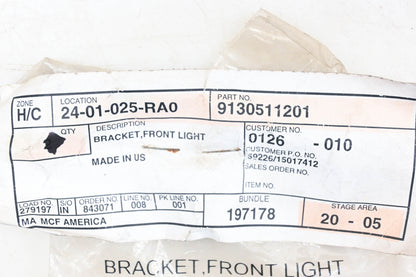 ZONE LOCATION PART NO.
H/C 24-01-025-RA0 9130511201
QTY DESCRIPTION CUSTOMER NO.
BRACKET,FRONT LIGHT 0126 -010
CUSTOMER P.O. NO.
MADE IN US 59226/15017412
SALES ORDER NO.
ITEM NO.
LOAD NO. S/O ORDER NO. LINE NO. PK LINE NO. BUNDLE STAGE AREA
279197 IN 843071 008 001 197178 20 - 05
MA MCF AMERICA
BRACKET,FRONT LIGHT